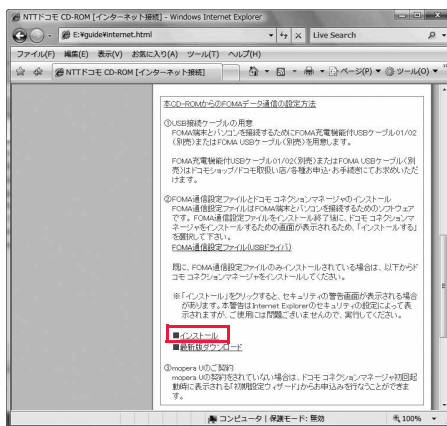 NTTドコモ CD-ROM [インターネット接続] - Windows Internet Explorer
E:¥guide¥internet.html
Live Search
ファイル(F) 編集(E) 表示(V) お気に入り(A) ツール(T) ヘルプ(H)
NTTドコモ CD-ROM [インターネット接続]
ページ(P) ツール(O)
本CD-ROMからのFOMAデータ通信の設定方法
①USB接続ケーブルの用意
FOMA端末とパソコンを接続するためにFOMA充電機能付USBケーブル01/02
(別売)またはFOMA USBケーブル(別売)を用意します。
FOMA充電機能付USBケーブル01/02(別売)またはFOMA USBケーブル(別
売)はドコモショップ/ドコモ取扱い店/各種お申込・お手続きにてお求めいただ
けます。
②FOMA通信設定ファイルとドコモ コネクションマネージャのインストール
FOMA通信設定ファイルはFOMA端末とパソコンを接続するためのソフトウェア
です。FOMA通信設定ファイルをインストール終了後に、ドコモ コネクションマ
ネージャをインストールするための画面が表示されるため、「インストールする」
を選択して下さい。
FOMA通信設定ファイル(USBドライバ)
既に、FOMA通信設定ファイルのみインストールされている場合は、以下からド
コモ コネクションマネージャをインストールしてください。
※「インストール」をクリックすると、セキュリティの警告画面が表示される場合
があります。本警告はInternet Explorerのセキュリティの設定によって表
示されますが、ご使用には問題ございませんので、実行してください。
■インストール
■最新版ダウンロード
③mopera Uのご契約
mopera Uの契約をされていない場合は、ドコモ コネクションマネージャ初回起
動時に表示される「初期設定ウィザード」からお申込みを行なうことができま
す。
コンピュータ | 保護モード: 無効
100%